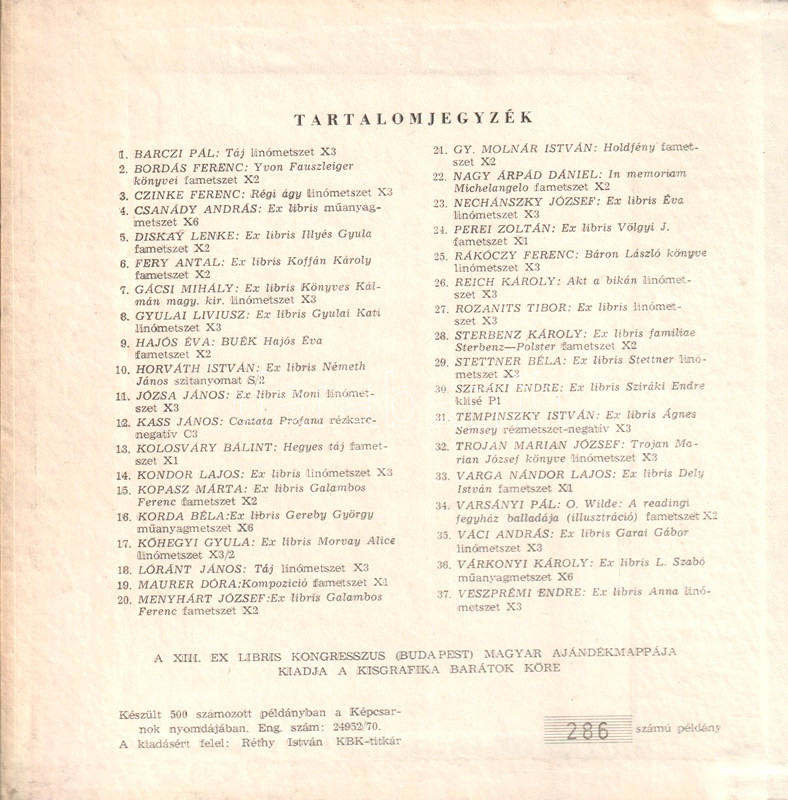 TARTALOMJEGYZÉK
1. BARCZI PÁL: Táj linómetszet X3
2. BORDÁS FERENC: Yvon Fauszleiger
könyvei fametszet X2
3. CZINKE FERENC: Régi ágy linómetszet X3
4. CSANÁDY ANDRÁS: Ex libris műanyag-
metszet X6
5. DISKAY LENKE: Ex libris Illyés Gyula
fametszet X2
6. FERY ANTAL: Ex libris Koffán Károly
fametszet X2
7. GÁCSI MIHÁLY: Ex libris Könyves Kál-
mán magy. kir. linómetszet X3
8. GYULAI LIVIUSZ: Ex libris Gyulai Kati
linómetszet X3
9. HAJÓS ÉVA: BUÉK Hajós Éva
fametszet X2
10. HORVÁTH ISTVÁN: Ex libris Németh
János szitanyomat S/2
11. JÓZSA JÁNOS: Ex libris Moni linómet-
szet X3
12. KASS JÁNOS: Cantata Profana rézkarc-
negatív C3
13. KOLOSVÁRY BÁLINT: Hegyes táj famet-
szet X1
14. KONDOR LAJOS: Ex libris linómetszet X3
15. KOPASZ MÁRTA: Ex libris Galambos
Ferenc fametszet X2
16. KORDA BÉLA:Ex libris Gereby György
műanyagmetszet X6
17. KŐHEGYI GYULA: Ex libris Morvay Alice
linómetszet X3/2
18. LÓRÁNT JÁNOS: Táj linómetszet X3
19. MAURER DÓRA:Kompozíció fametszet X1
20. MENYHÁRT JÓZSEF:Ex libris Galambos
Ferenc fametszet X2
21. GY. MOLNÁR ISTVÁN: Holdfény famet-
szet X2
22. NAGY ÁRPÁD DÁNIEL: In memoriam
Michelangelo fametszet X2
23. NECHÁNSZKY JÓZSEF: Ex libris Éva
linómetszet X3
24. PEREI ZOLTÁN: Ex libris Völgyi J.
fametszet X1
25. RÁKÓCZY FERENC: Báron László könyve
linómetszet X3
26. REICH KÁROLY: Akt a bikán linómet-
szet X3
27. ROZANITS TIBOR: Ex libris linómet-
szet X3
28. STERBENZ KÁROLY: Ex libris familiae
Sterbenz—Polster fametszet X2
29. STETTNER BÉLA: Ex libris Stettner linó-
metszet X3
30. SZIRÁKI ENDRE: Ex libris Sziráki Endre
klisé P1
31. TEMPINSZKY ISTVÁN: Ex libris Ágnes
Semsey rézmetszet-negatív X3
32. TROJAN MARIAN JÓZSEF: Trojan Ma-
rian József könyve linómetszet X3
33. VARGA NÁNDOR LAJOS: Ex libris Dely
István fametszet X1
34. VARSÁNYI PÁL: O. Wilde: A readingi
fegyház balladája (illusztráció) fametszet X2
35. VÁCI ANDRÁS: Ex libris Garai Gábor
linómetszet X3
36. VÁRKONYI KÁROLY: Ex libris L. Szabó
műanyagmetszet X6
37. VESZPRÉMI ENDRE: Ex libris Anna linó-
metszet X3
A XIII. EX LIBRIS KONGRESSZUS (BUDAPEST) MAGYAR AJÁNDÉKMAPPÁJA
KIADJA A KISGRAFIKA BARÁTOK KÖRE
Készült 500 számozott példányban a Képcsar-
nok nyomdájában. Eng. szám: 24952/70.
A kiadásért felel: Réthy István KBK-titkár
286 számú példány